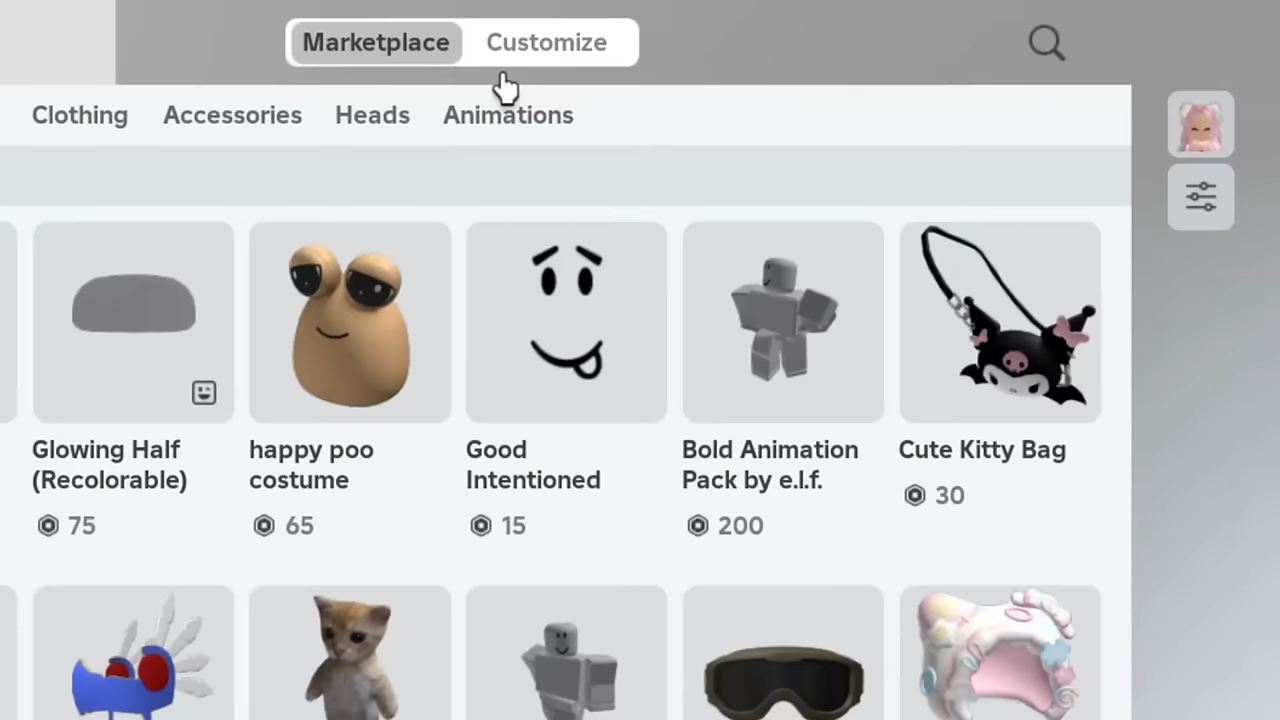 Marketplace Customize
Clothing Accessories Heads Animations
Glowing Half
(Recolorable)
75
happy poo
costume
65
Good
Intentioned
15
Bold Animation
Pack by e.l.f.
200
Cute Kitty Bag
30